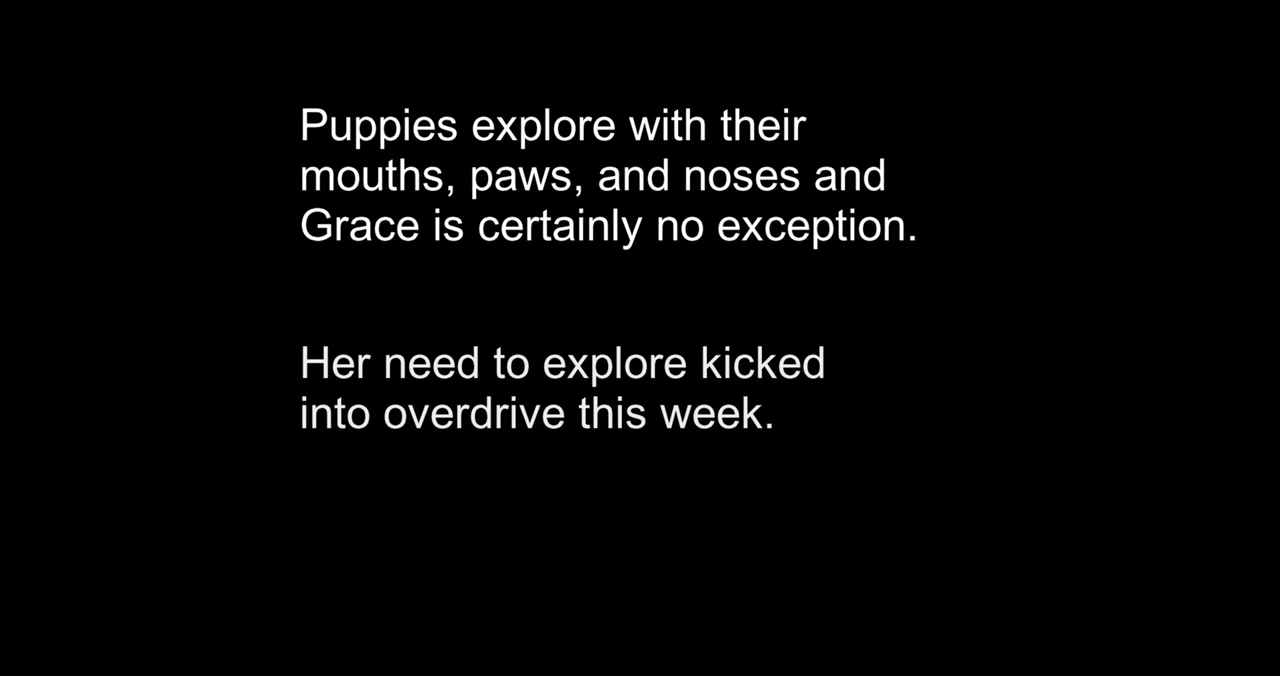 Puppies explore with their
mouths, paws, and noses and
Grace is certainly no exception.
Her need to explore kicked
into overdrive this week.